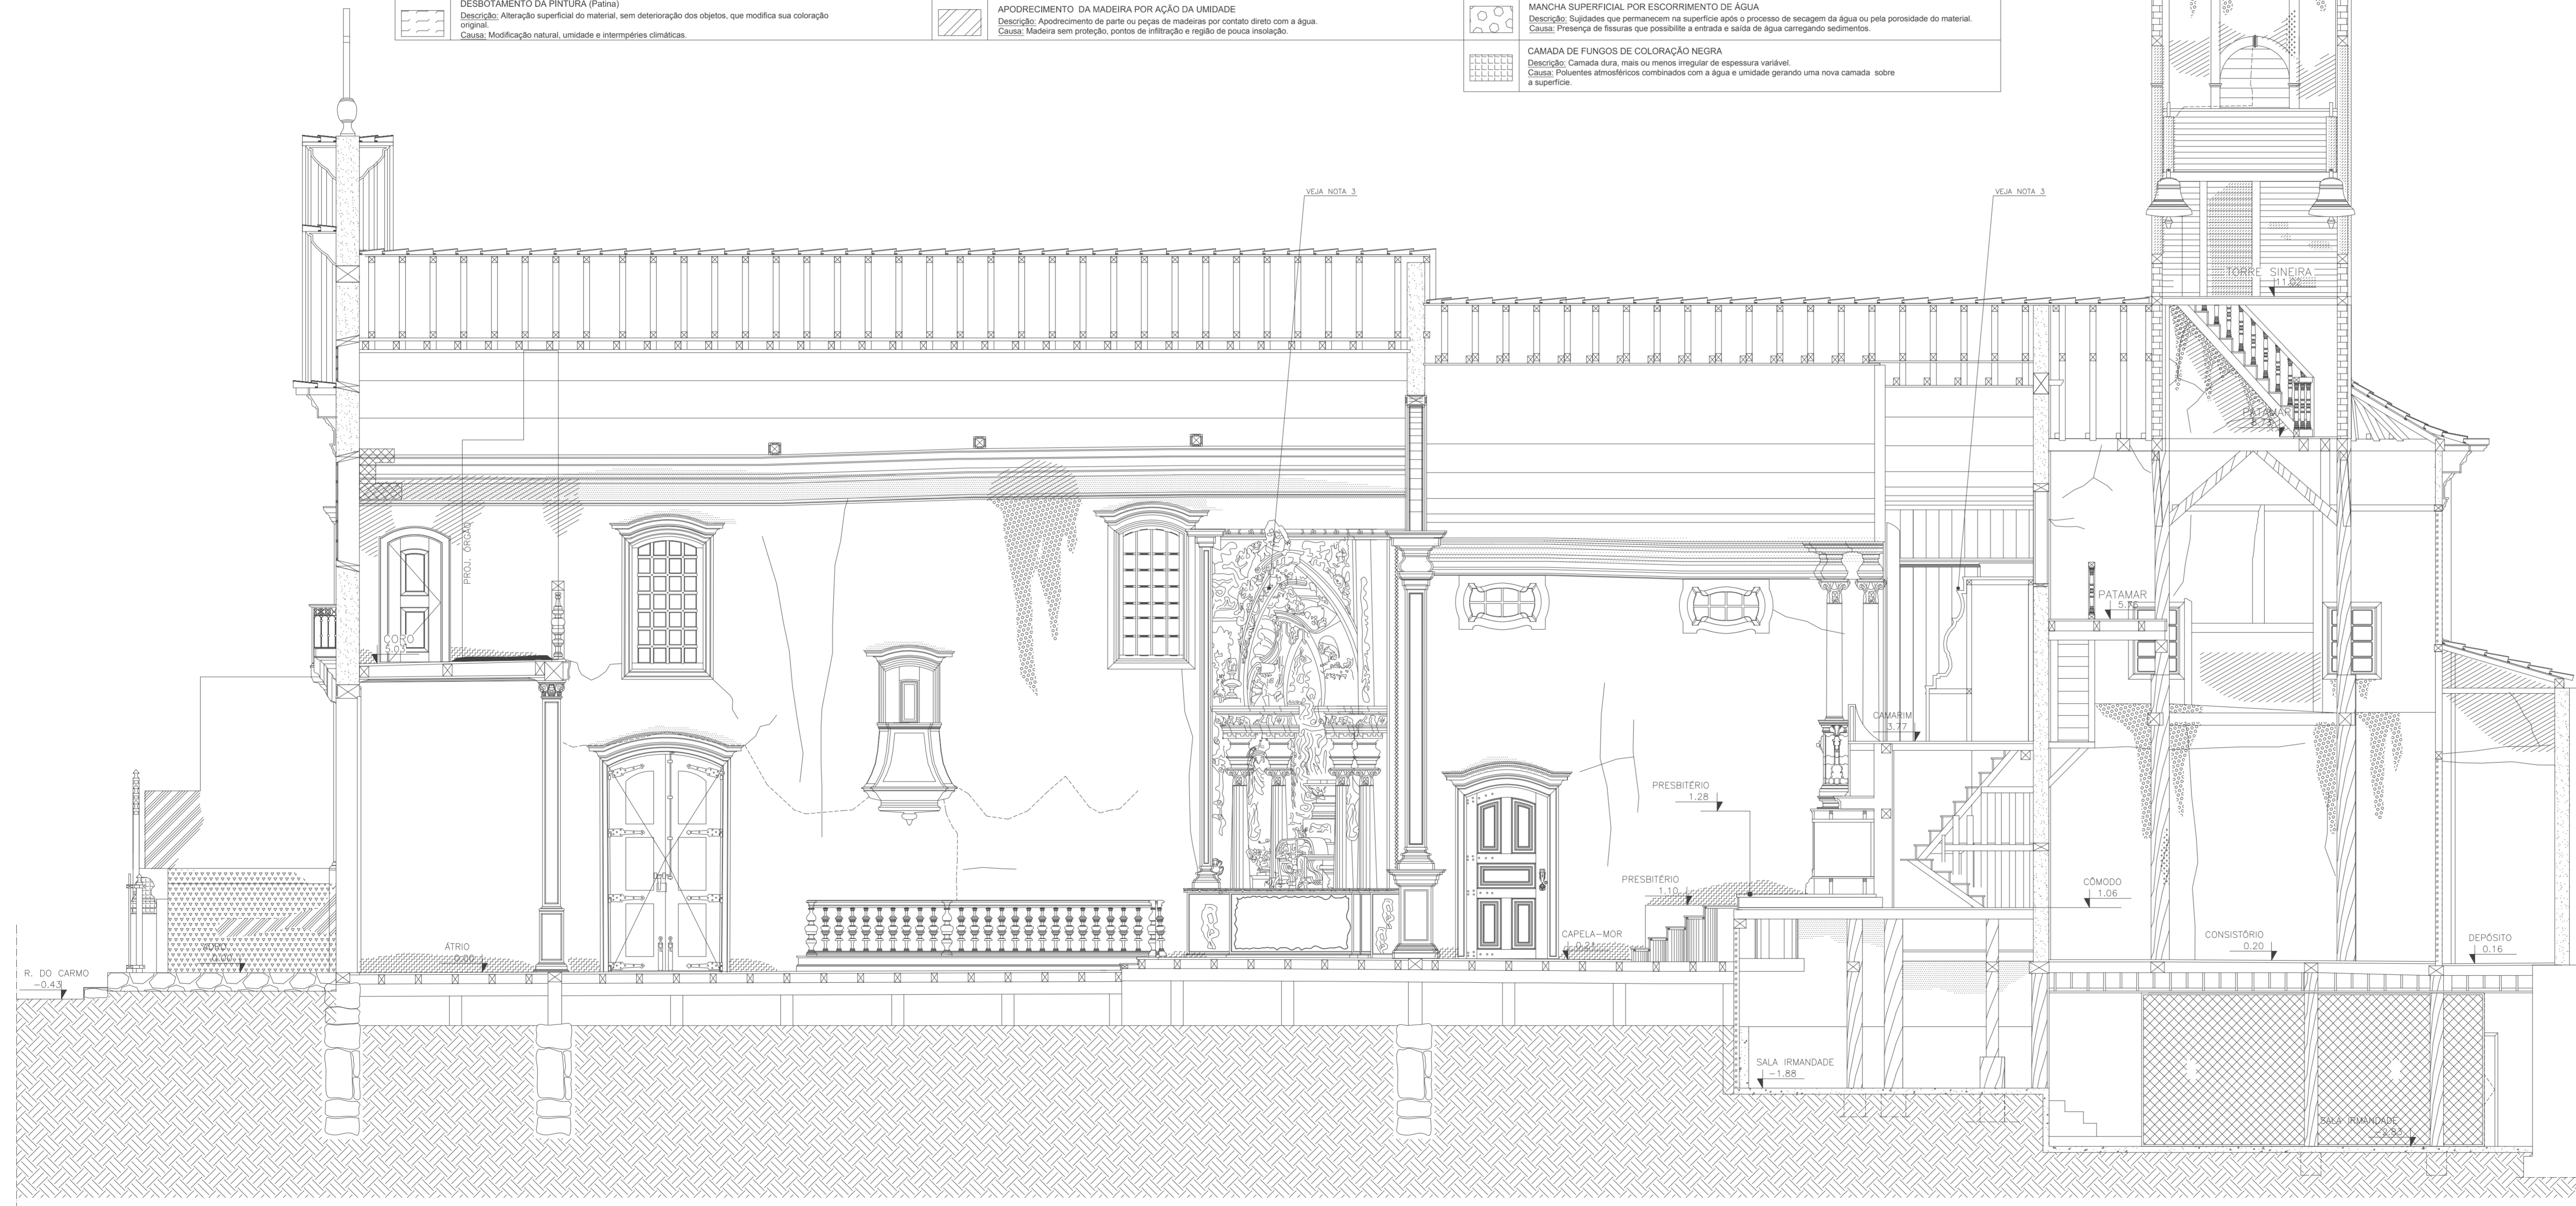 DESBOTAMENTO DA PINTURA (Patina)
Descrição: Alteração superficial do material, sem deterioração dos objetos, que modifica sua coloração
original.
Causa: Modificação natural, umidade e intermpéries climáticas.
APODRECIMENTO DA MADEIRA POR AÇÃO DA UMIDADE
Descrição: Apodrecimento de parte ou peças de madeiras por contato direto com a água.
Causa: Madeira sem proteção, pontos de infiltração e região de pouca insolação.
MANCHA SUPERFICIAL POR ESCORRIMENTO DE ÁGUA
Descrição: Sujidades que permanecem na superfície após o processo de secagem da água ou pela porosidade do material.
Causa: Presença de fissuras que possibilite a entrada e saída de água carregando sedimentos.
CAMADA DE FUNGOS DE COLORAÇÃO NEGRA
Descrição: Camada dura, mais ou menos irregular de espessura variável.
Causa: Poluentes atmosféricos combinados com a água e umidade gerando uma nova camada sobre
a superfície.
VEJA NOTA 3
VEJA NOTA 3
TORRE SINEIRA
11.02
PATAMAR
PROJ. ÓRGÃO
CORO
5.03
PATAMAR
5.76
CAMARIM
3.77
PRESBITÉRIO
1.28
PRESBITÉRIO
1.10
CÔMODO
1.06
CAPELA-MOR
0.21
CONSISTÓRIO
0.20
DEPÓSITO
0.16
ÁTRIO
0.00
ADRO
0.00
R. DO CARMO
-0.43
SALA IRMANDADE
-1.88
SALA IRMANDADE